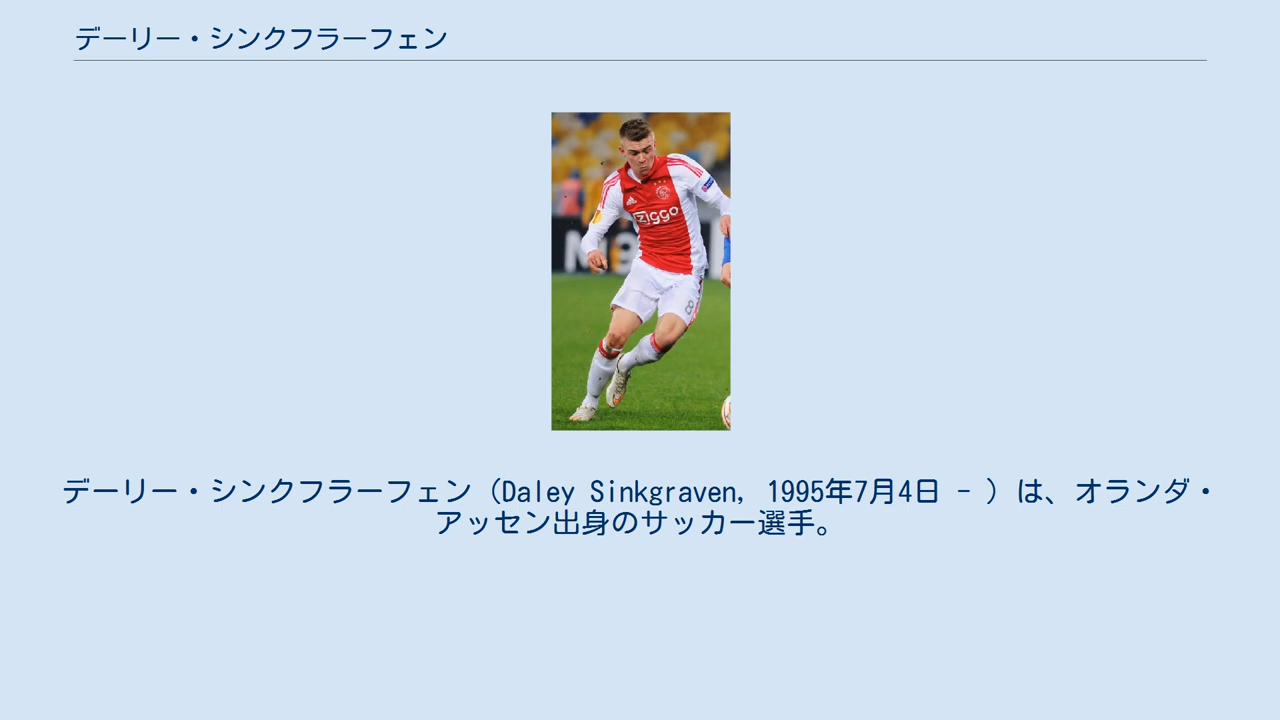 デーリー・シンクフラーフェン
Ziggo
8
デーリー・シンクフラーフェン（Daley Sinkgraven, 1995年7月4日 - ）は、オランダ・
アッセン出身のサッカー選手。